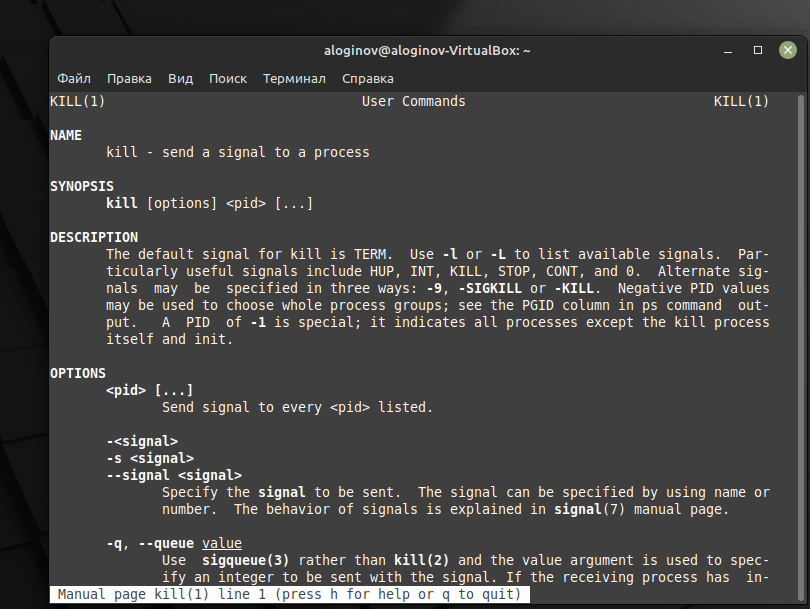 aloginov@aloginov-VirtualBox: ~
Файл Правка Вид Поиск Терминал Справка
KILL(1) User Commands KILL(1)
NAME
kill - send a signal to a process
SYNOPSIS
kill [options] <pid> [...]
DESCRIPTION
The default signal for kill is TERM. Use -l or -L to list available signals. Par-
ticularly useful signals include HUP, INT, KILL, STOP, CONT, and 0. Alternate sig-
nals may be specified in three ways: -9, -SIGKILL or -KILL. Negative PID values
may be used to choose whole process groups; see the PGID column in ps command out-
put. A PID of -1 is special; it indicates all processes except the kill process
itself and init.
OPTIONS
<pid> [...]
Send signal to every <pid> listed.
-<signal>
-s <signal>
--signal <signal>
Specify the signal to be sent. The signal can be specified by using name or
number. The behavior of signals is explained in signal(7) manual page.
-q, --queue value
Use sigqueue(3) rather than kill(2) and the value argument is used to spec-
ify an integer to be sent with the signal. If the receiving process has in-
Manual page kill(1) line 1 (press h for help or q to quit)